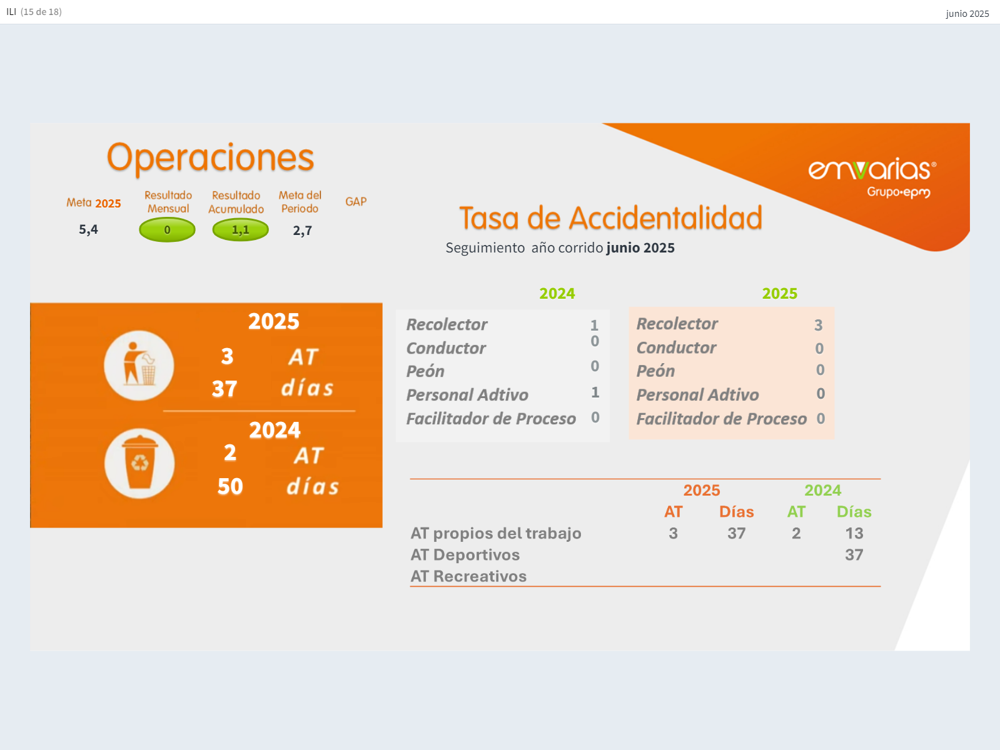 ILI (15 de 18)
junio 2025
Operaciones
Meta 2025
Resultado Mensual
Resultado Acumulado
Meta del Periodo
GAP
5,4
0
1,1
2,7
emvarias®
Grupo•epm
Tasa de Accidentalidad
Seguimiento año corrido junio 2025
2025
3 AT
37 días
2024
2 AT
50 días
2024
Recolector 1
Conductor 0
Peón 0
Personal Adtivo 1
Facilitador de Proceso 0
2025
Recolector 3
Conductor 0
Peón 0
Personal Adtivo 0
Facilitador de Proceso 0
2025 2024
AT Días AT Días
AT propios del trabajo 3 37 2 13
AT Deportivos 37
AT Recreativos